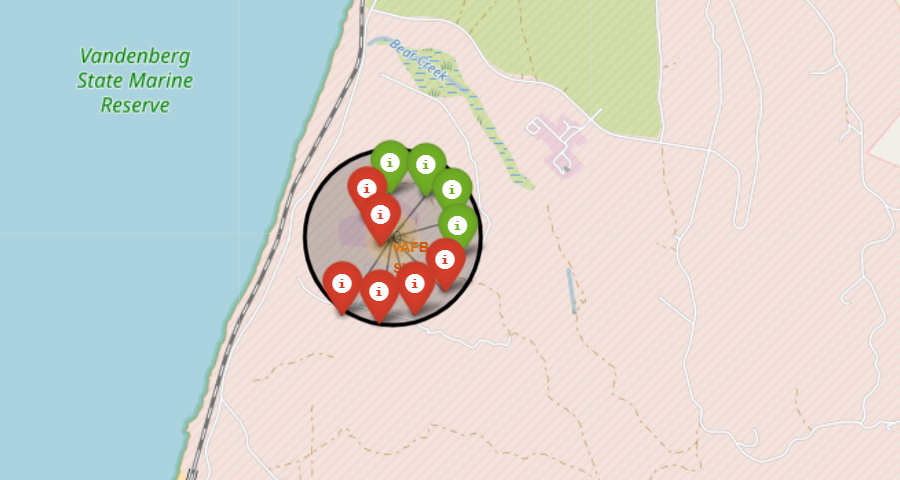 Vandenberg
State Marine
Reserve
Bear Creek
i
i
i
i
i
i
i
i
i
i
VAFB